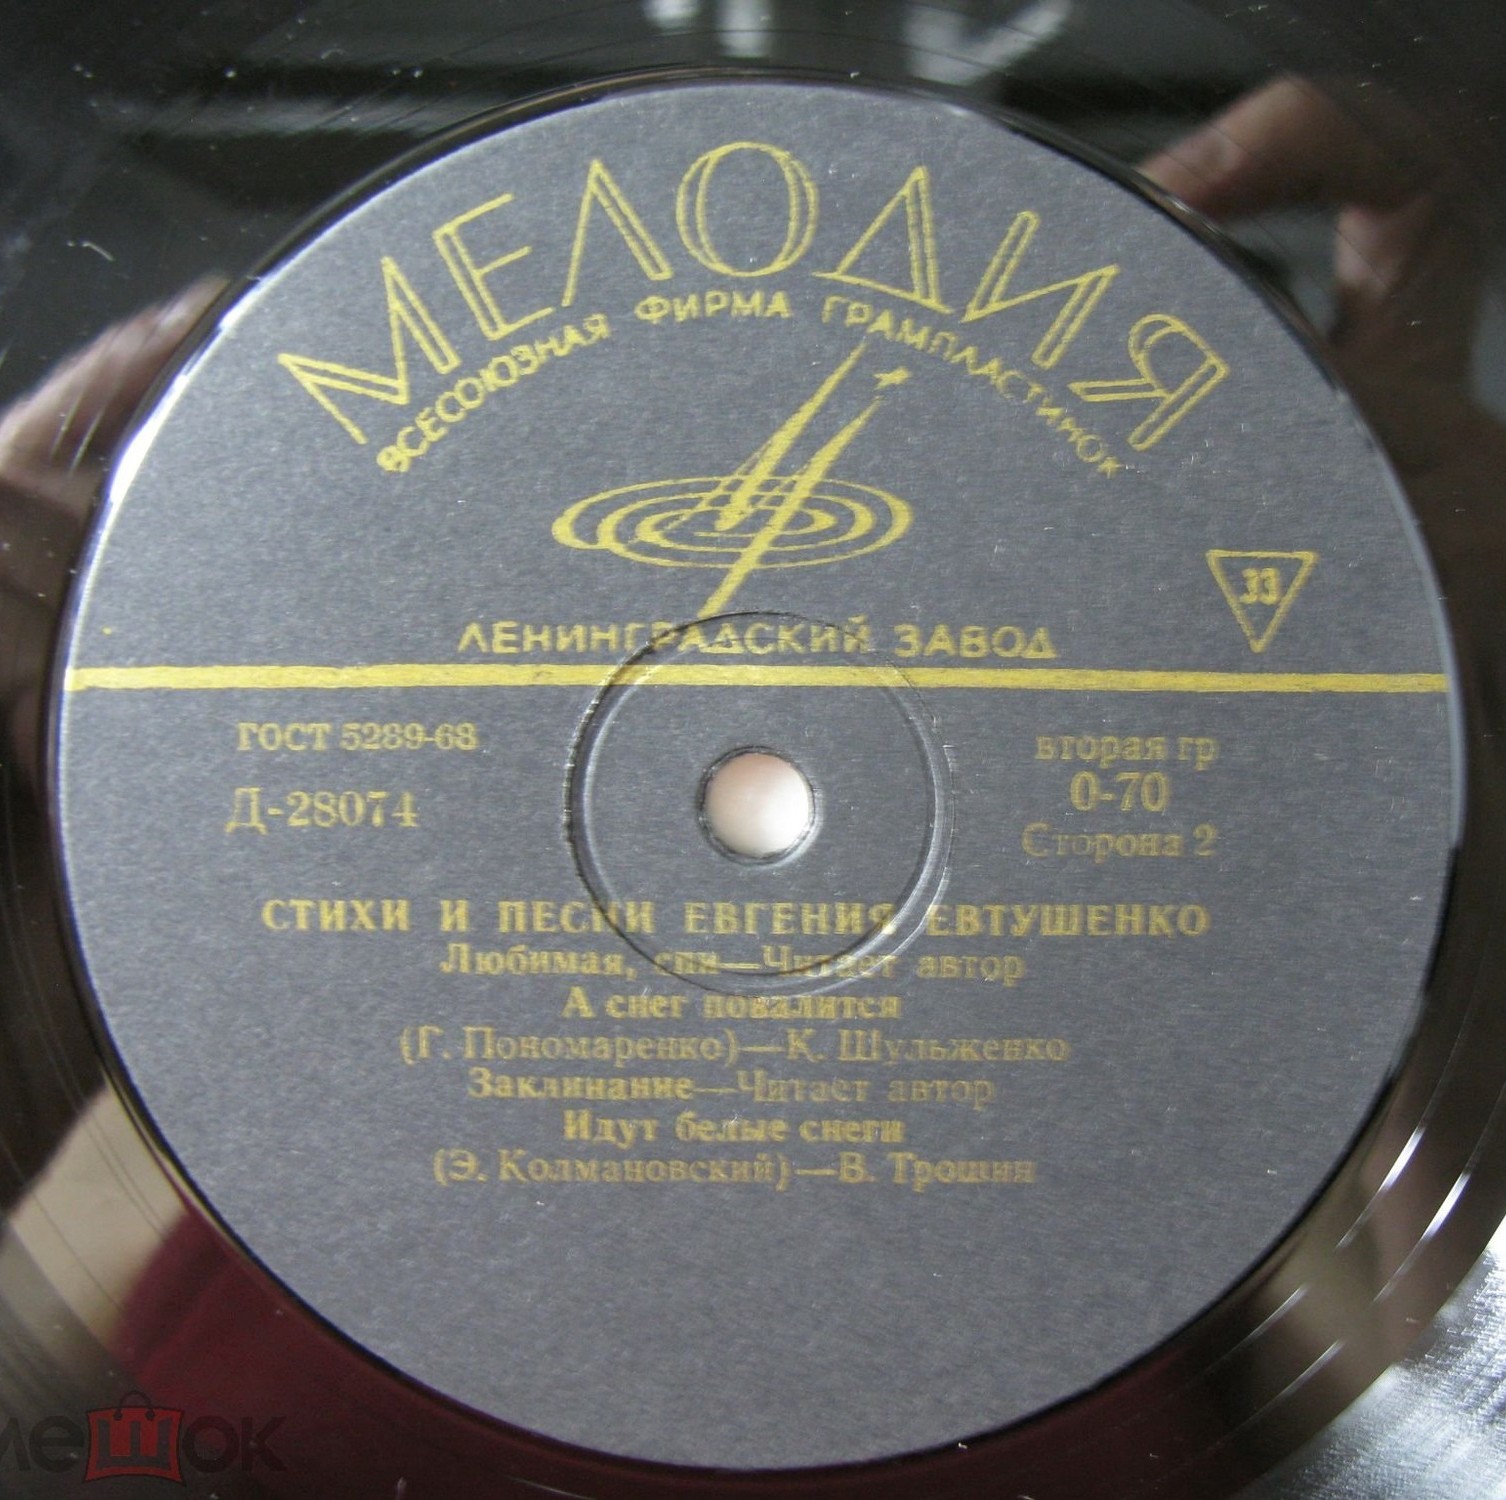 МЕЛОДИЯ
ВСЕСОЮЗНАЯ ФИРМА ГРАМПЛАСТИНОК
33
ЛЕНИНГРАДСКИЙ ЗАВОД
ГОСТ 5289-68
вторая гр
Д-28074
0-70
Сторона 2
СТИХИ И ПЕСНИ ЕВГЕНИЯ ЕВТУШЕНКО
Любимая, спи—Читает автор
А снег повалится
(Г. Пономаренко)—К. Шульженко
Заклинание—Читает автор
Идут белые снеги
(Э. Колмановский)—В. Трошин
мешок